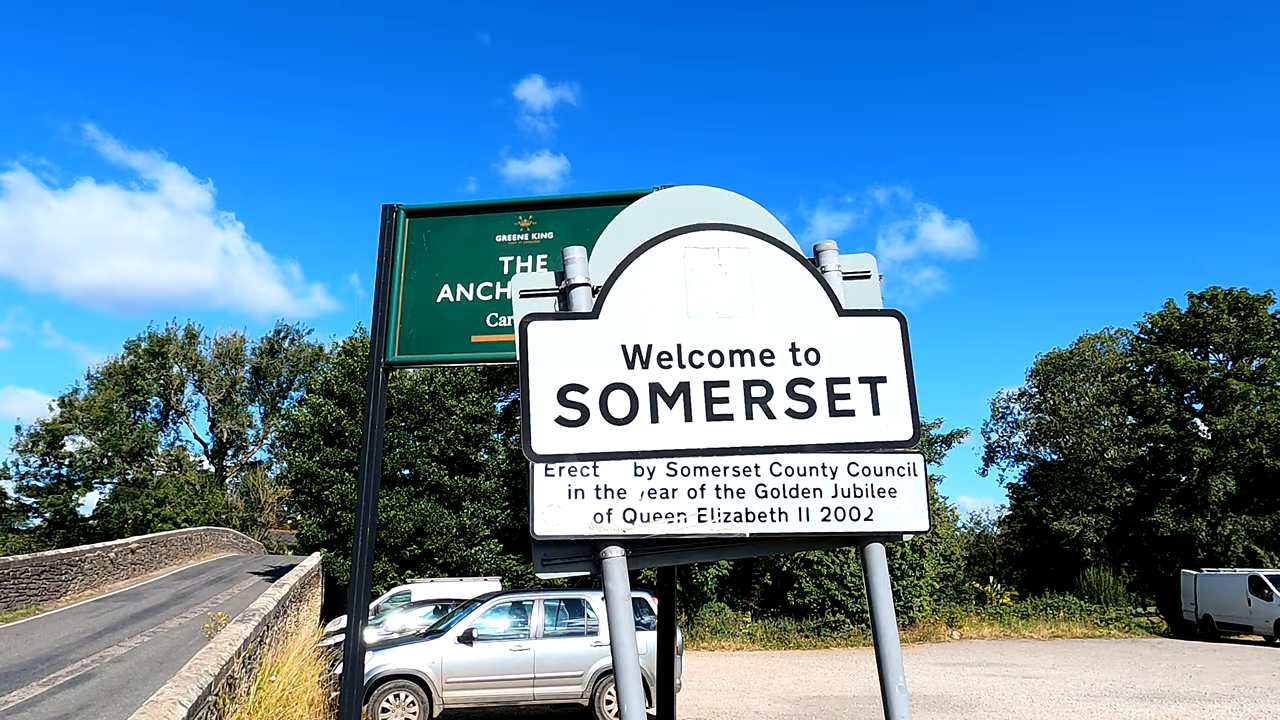 GREENE KING
THE
ANCH
Car
Welcome to
SOMERSET
Erect by Somerset County Council
in the year of the Golden Jubilee
of Queen Elizabeth II 2002